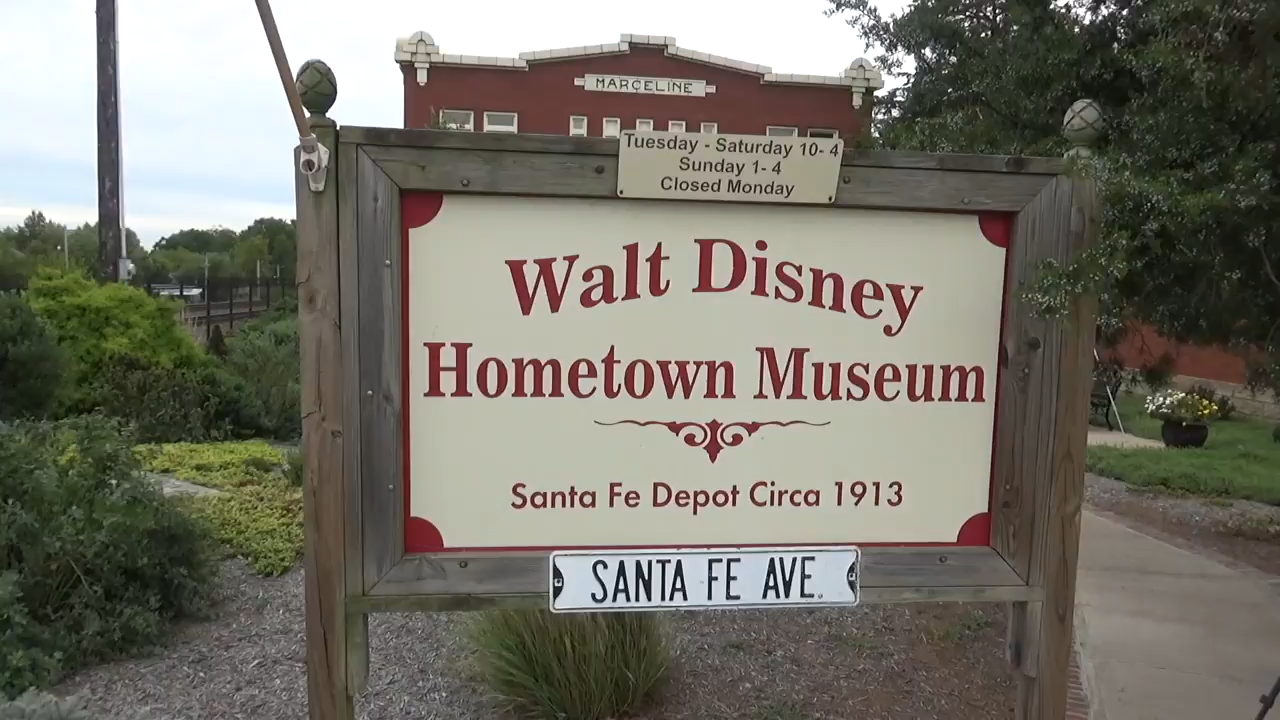 MARCELINE
Tuesday - Saturday 10- 4
Sunday 1- 4
Closed Monday
Walt Disney
Hometown Museum
Santa Fe Depot Circa 1913
SANTA FE AVE.